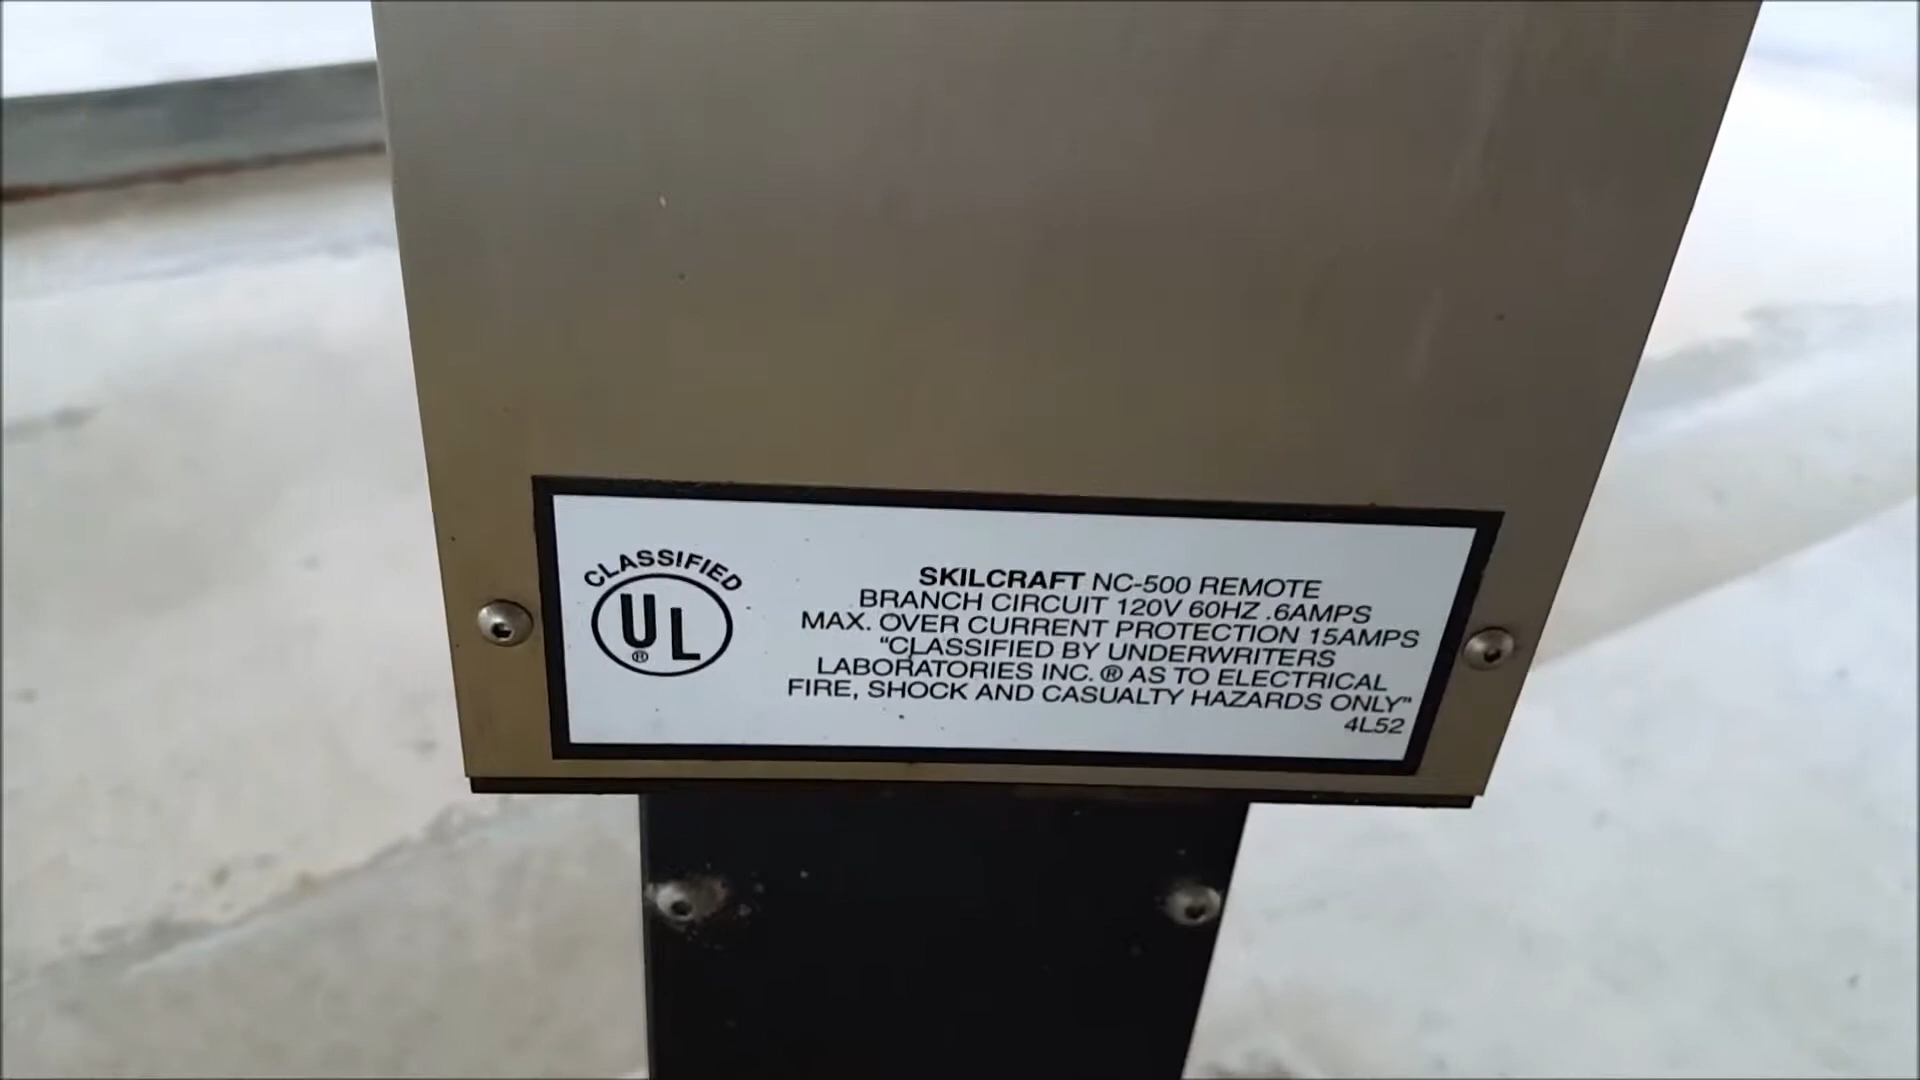 CLASSIFIED
UL
®
SKILCRAFT NC-500 REMOTE
BRANCH CIRCUIT 120V 60HZ .6AMPS
MAX. OVER CURRENT PROTECTION 15AMPS
"CLASSIFIED BY UNDERWRITERS
LABORATORIES INC. ® AS TO ELECTRICAL
FIRE, SHOCK AND CASUALTY HAZARDS ONLY"
4L52